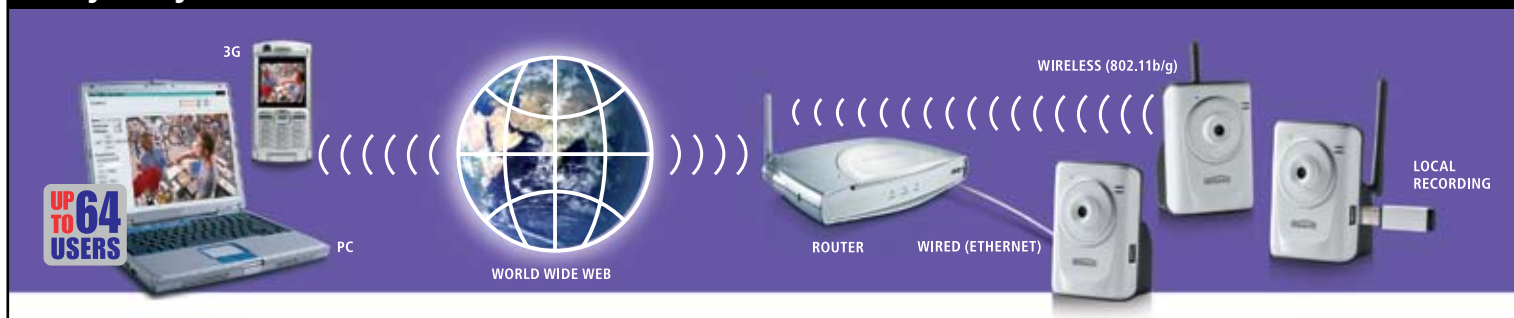 3G
UP
TO 64
USERS
PC
WORLD WIDE WEB
ROUTER
WIRED (ETHERNET)
WIRELESS (802.11b/g)
LOCAL
RECORDING